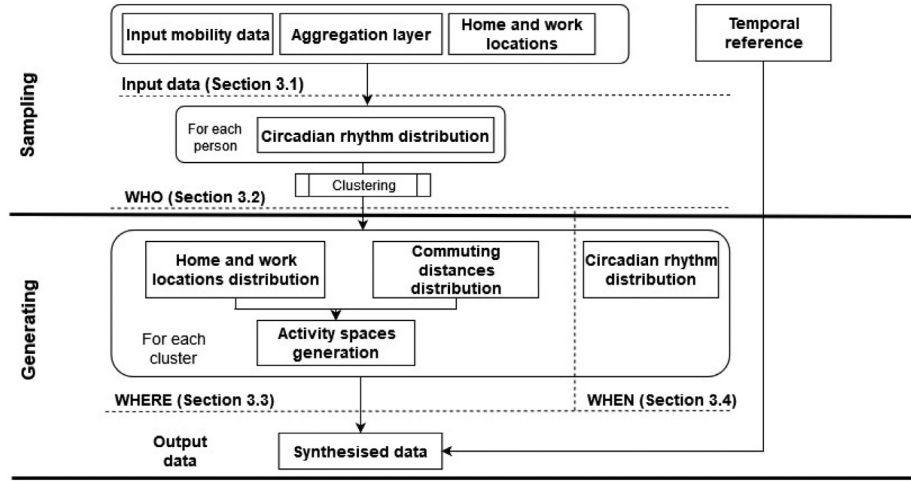 Input mobility data
Aggregation layer
Home and work
locations
Temporal
reference
Input data (Section 3.1)
Sampling
For each
person
Circadian rhythm distribution
Clustering
WHO (Section 3.2)
Generating
Home and work
locations distribution
Commuting
distances
distribution
Circadian rhythm
distribution
Activity spaces
generation
For each
cluster
WHERE (Section 3.3)
WHEN (Section 3.4)
Output
data
Synthesised data